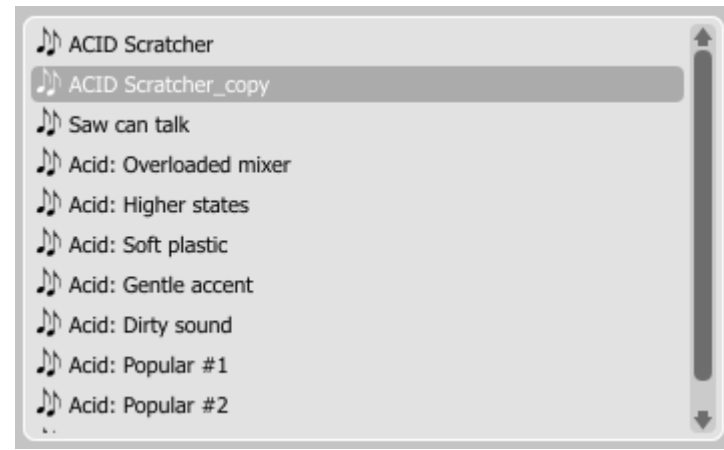 ACID Scratcher
ACID Scratcher_copy
Saw can talk
Acid: Overloaded mixer
Acid: Higher states
Acid: Soft plastic
Acid: Gentle accent
Acid: Dirty sound
Acid: Popular #1
Acid: Popular #2